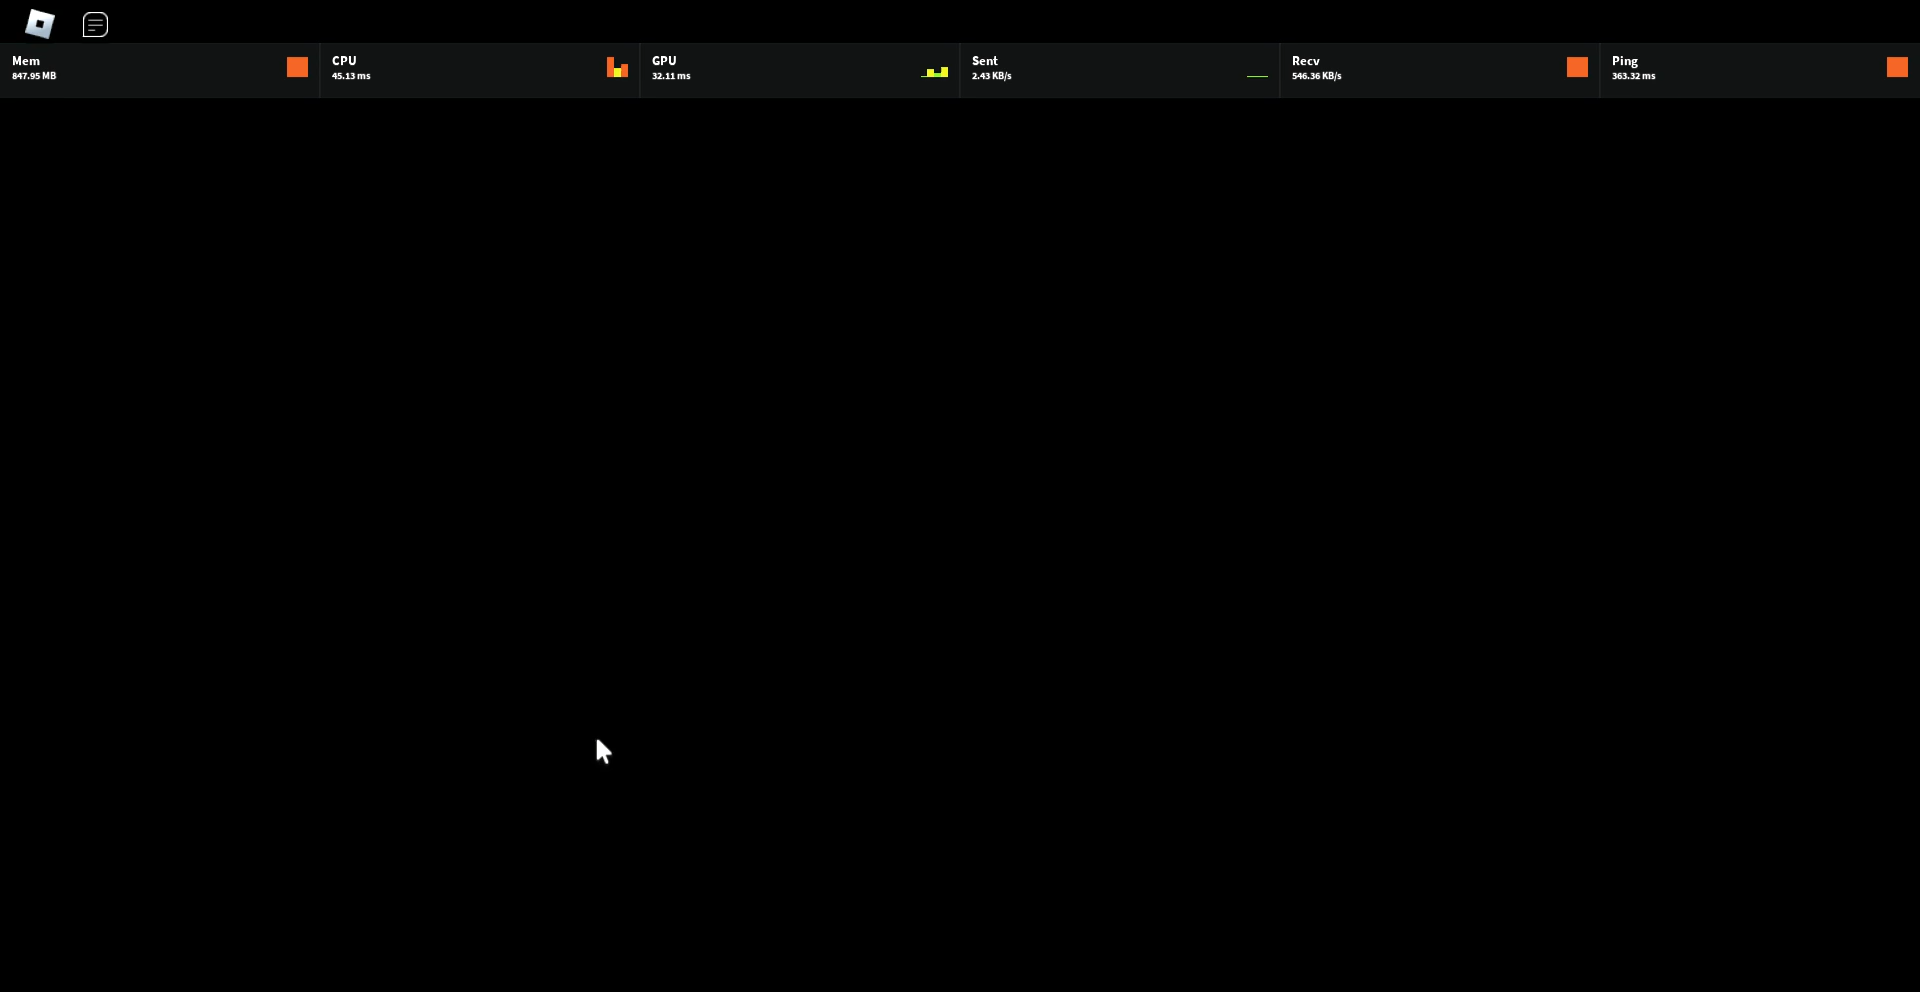 Mem
847.95 MB
CPU
45.13 ms
GPU
32.11 ms
Sent
2.43 KB/s
Recv
546.36 KB/s
Ping
363.32 ms